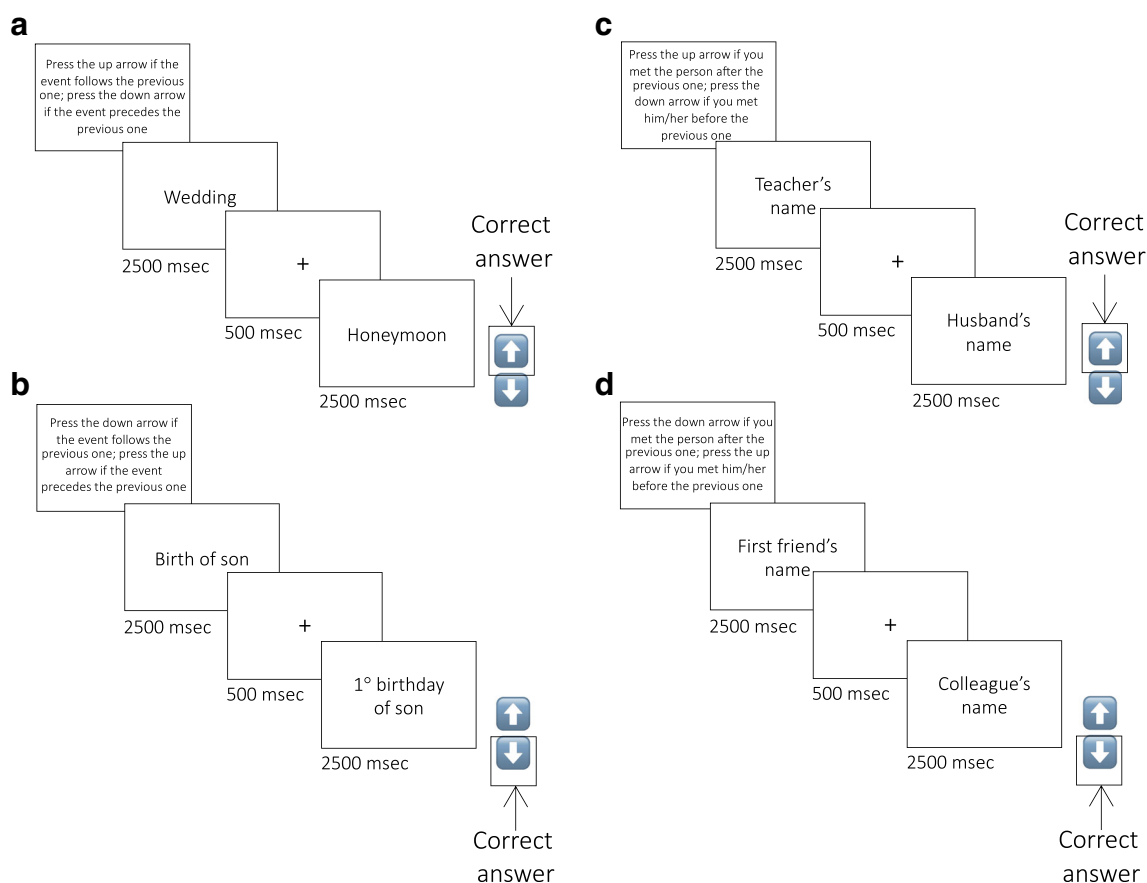 a
Press the up arrow if the
event follows the previous
one; press the down arrow
if the event precedes the
previous one
Wedding
2500 msec
+
500 msec
Honeymoon
2500 msec
Correct
answer
b
Press the down arrow if
the event follows the
previous one; press the up
arrow if the event
precedes the previous one
Birth of son
2500 msec
+
500 msec
1° birthday
of son
2500 msec
Correct
answer
c
Press the up arrow if you
met the person after the
previous one; press the
down arrow if you met
him/her before the
previous one
Teacher's
name
2500 msec
+
500 msec
Husband's
name
2500 msec
Correct
answer
d
Press the down arrow if you
met the person after the
previous one; press the up
arrow if you met him/her
before the previous one
First friend's
name
2500 msec
+
500 msec
Colleague's
name
2500 msec
Correct
answer